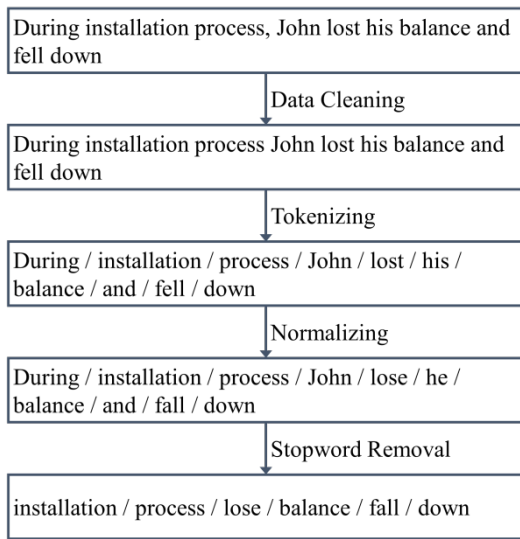 During installation process, John lost his balance and
fell down
Data Cleaning
During installation process John lost his balance and
fell down
Tokenizing
During / installation / process / John / lost / his /
balance / and / fell / down
Normalizing
During / installation / process / John / lose / he /
balance / and / fall / down
Stopword Removal
installation / process / lose / balance / fall / down